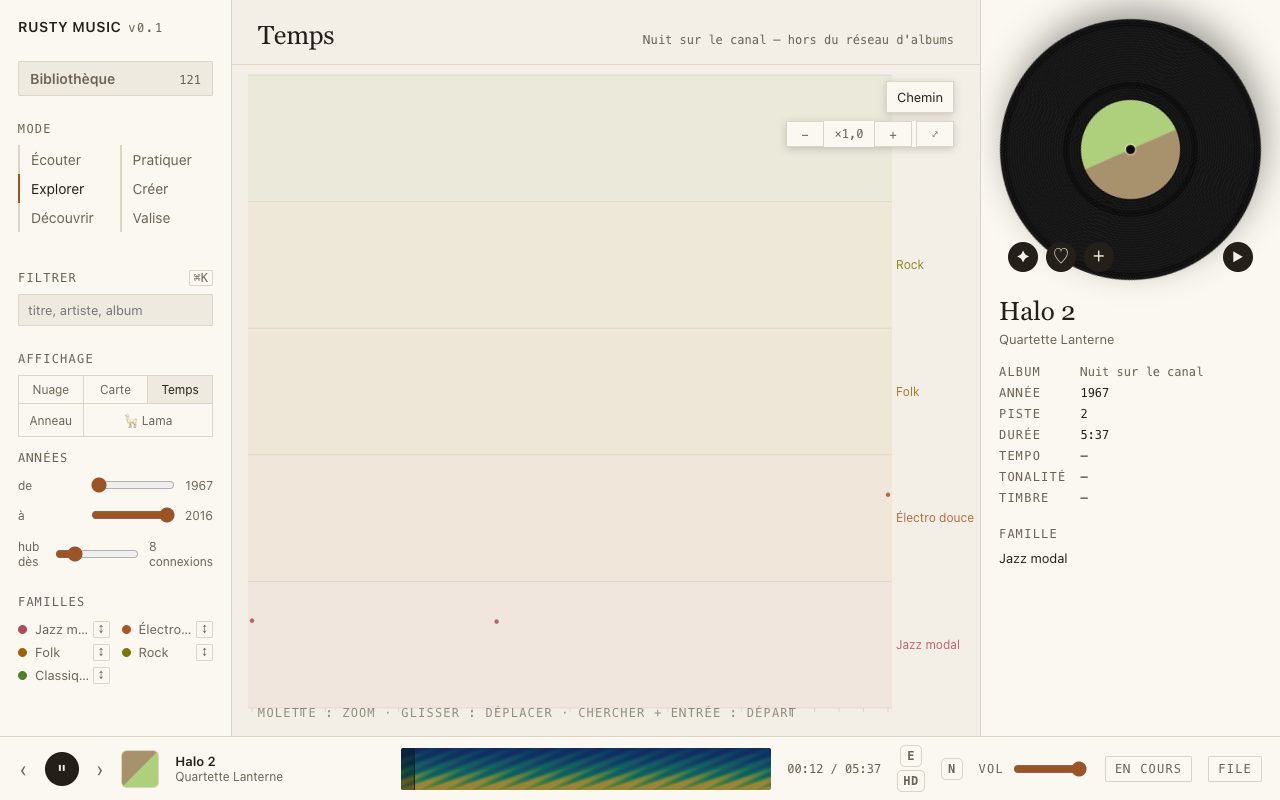 RUSTY MUSIC v0.1
Bibliothèque 121
MODE
Écouter Pratiquer
Explorer Créer
Découvrir Valise
FILTRER ⌘K
titre, artiste, album
AFFICHAGE
Nuage Carte Temps
Anneau 🦙 Lama
ANNÉES
de 1967
à 2016
hub dès 8 connexions
FAMILLES
Jazz m... ↕ Électro... ↕
Folk ↕ Rock ↕
Classiq... ↕
Temps
Nuit sur le canal — hors du réseau d'albums
Chemin
− ×1,0 + ⤢
Rock
Folk
Électro douce
Jazz modal
MOLETTE : ZOOM · GLISSER : DÉPLACER · CHERCHER + ENTRÉE : DÉPART
Halo 2
Quartette Lanterne
ALBUM Nuit sur le canal
ANNÉE 1967
PISTE 2
DURÉE 5:37
TEMPO —
TONALITÉ —
TIMBRE —
FAMILLE
Jazz modal
Halo 2
Quartette Lanterne
00:12 / 05:37
E
HD
N
VOL
EN COURS
FILE